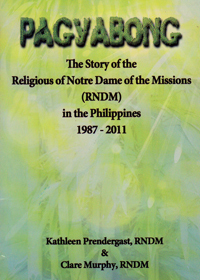 PAGYABONG
The Story of the
Religious of Notre Dame of the Missions
(RNDM)
in the Philippines
1987 - 2011
Kathleen Prendergast, RNDM
&
Clare Murphy, RNDM